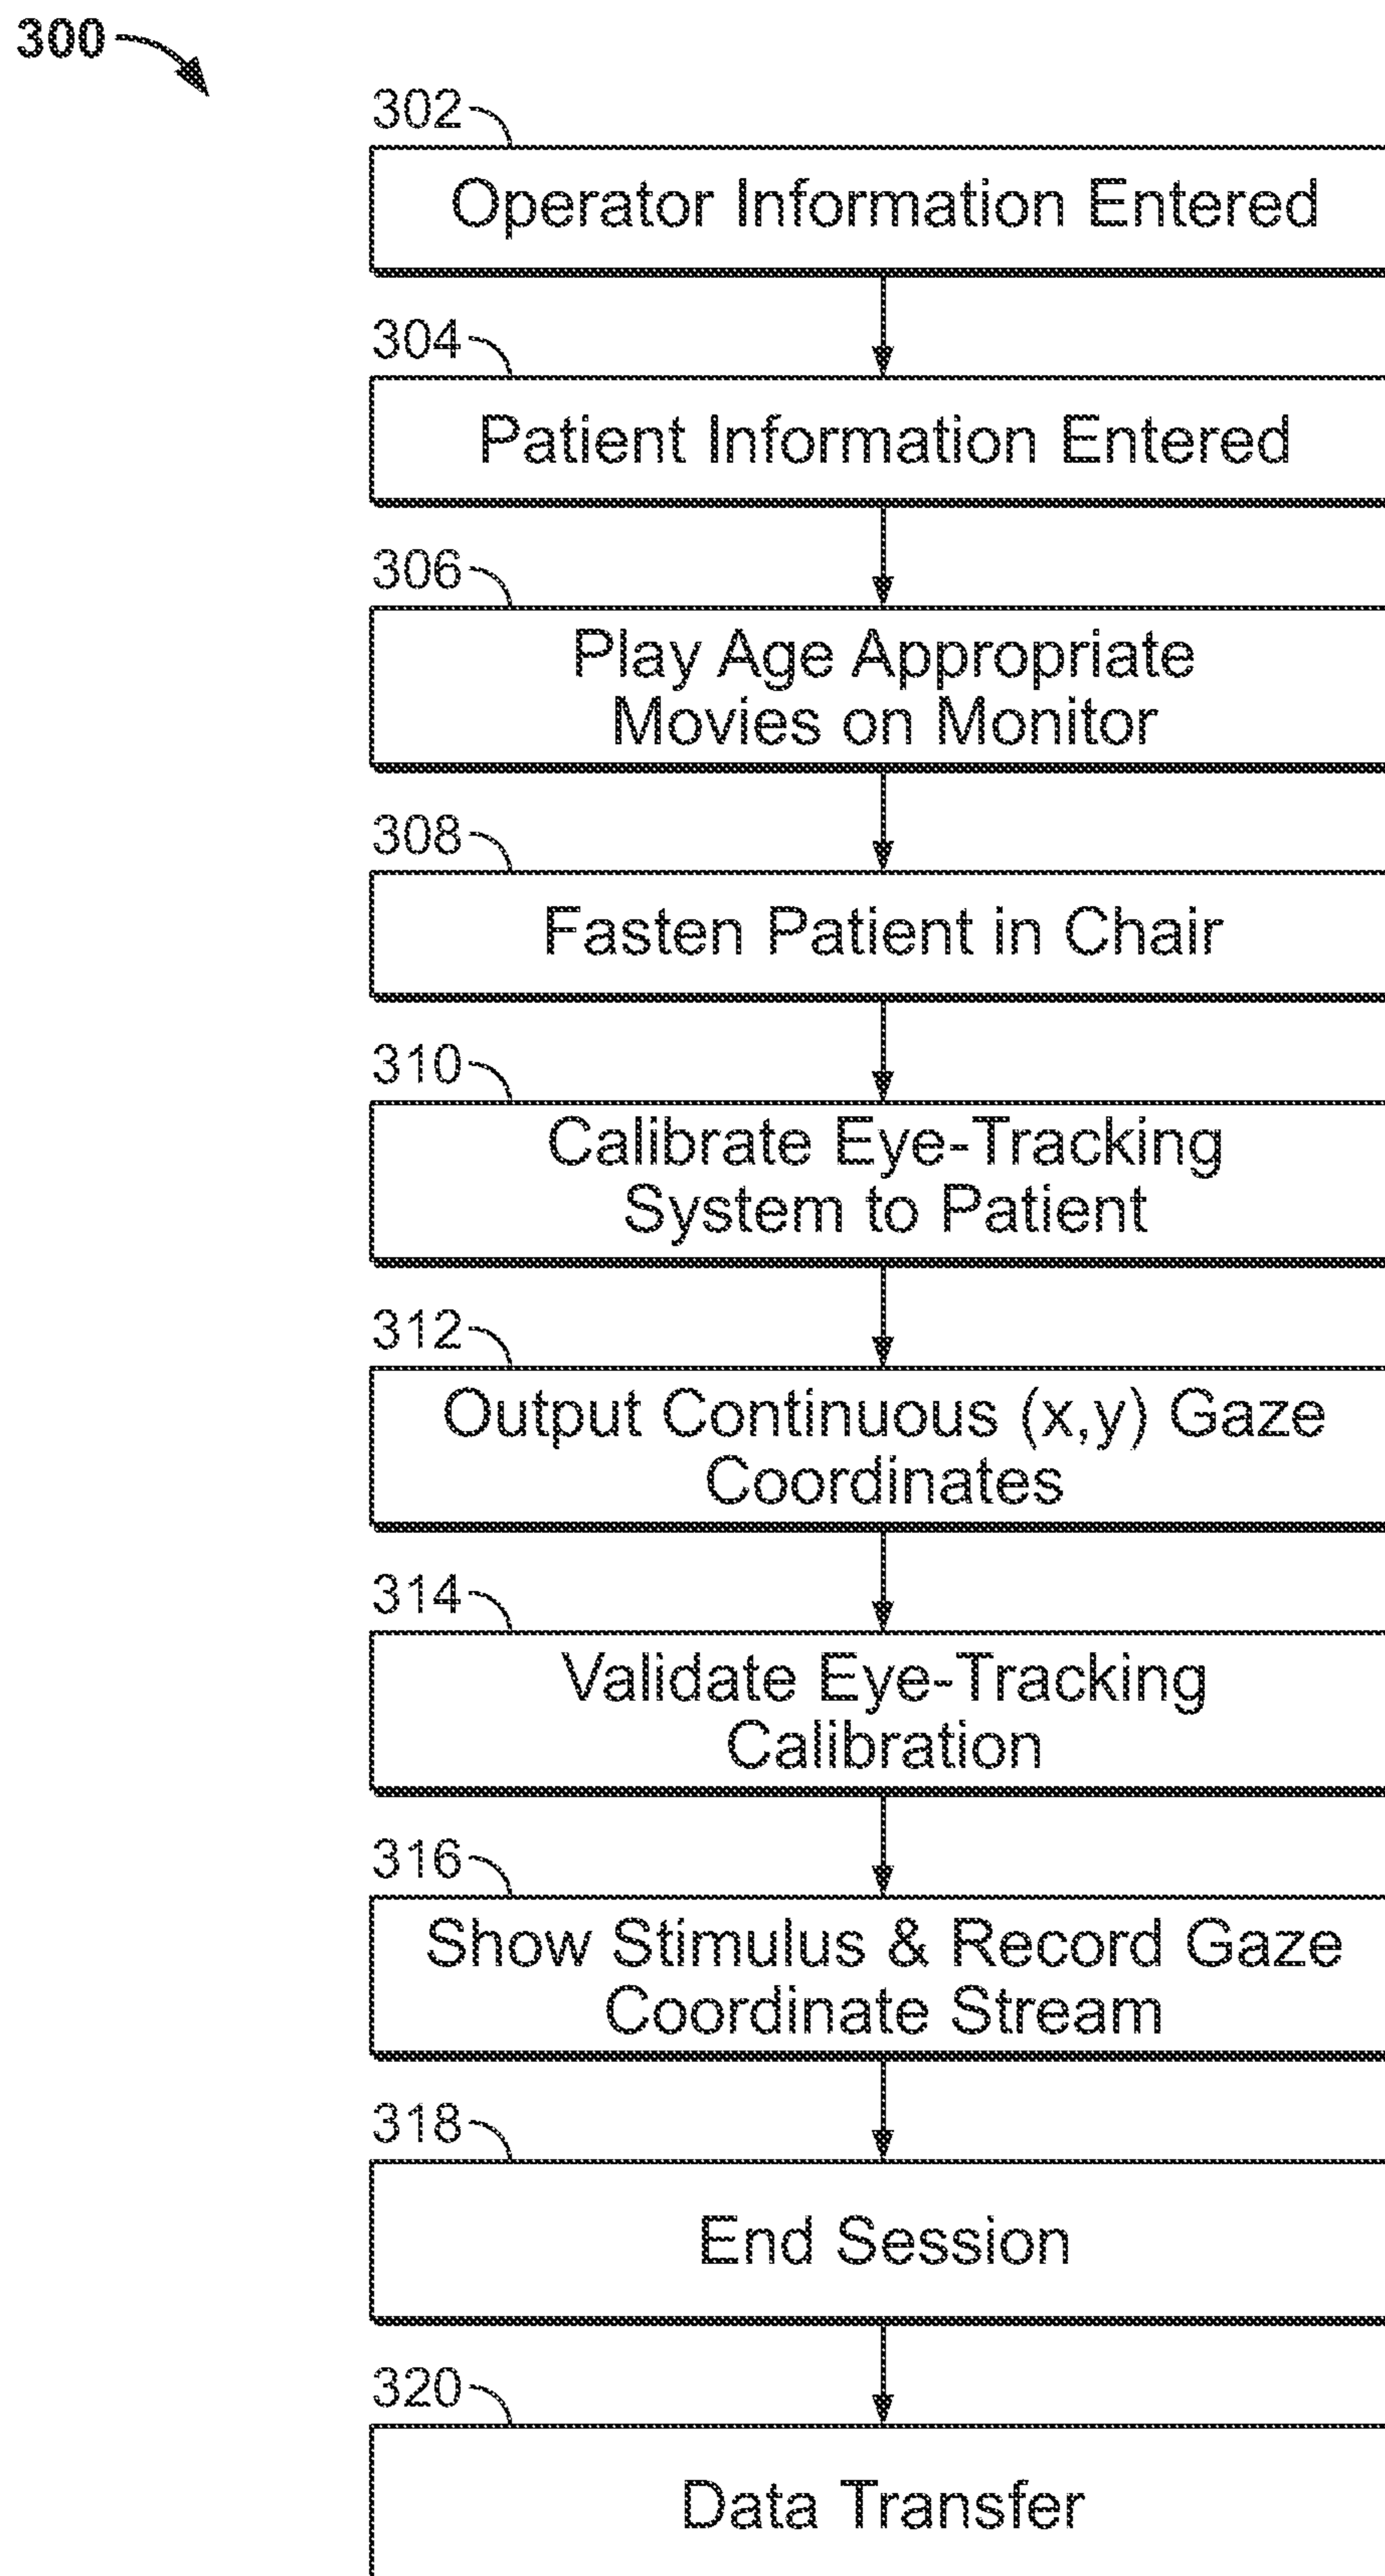 300
302
Operator Information Entered
304
Patient Information Entered
306
Play Age Appropriate
Movies on Monitor
308
Fasten Patient in Chair
310
Calibrate Eye-Tracking
System to Patient
312
Output Continuous (x,y) Gaze
Coordinates
314
Validate Eye-Tracking
Calibration
316
Show Stimulus & Record Gaze
Coordinate Stream
318
End Session
320
Data Transfer